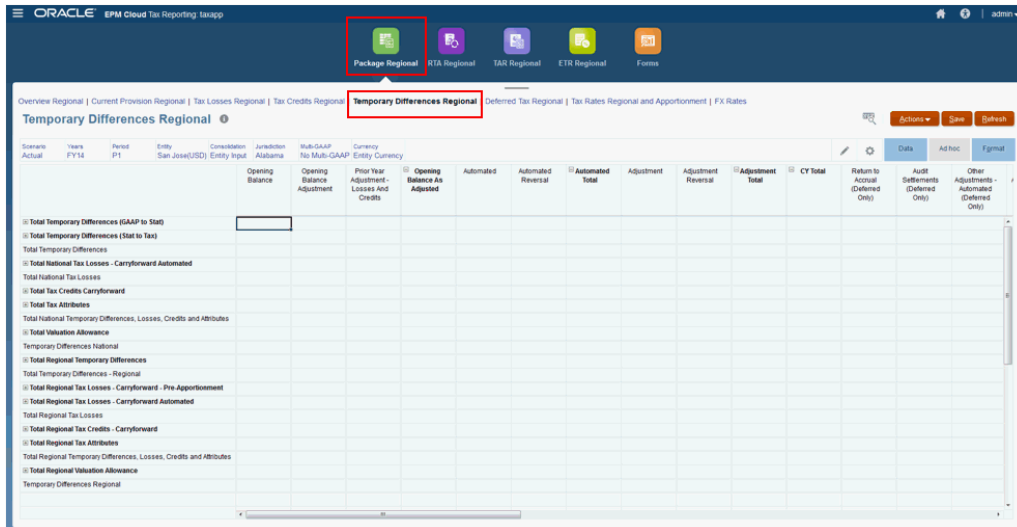 ORACLE EPM Cloud Tax Reporting: taxapp
admin
Package Regional RTA Regional TAR Regional ETR Regional Forms
Overview Regional | Current Provision Regional | Tax Losses Regional | Tax Credits Regional Temporary Differences Regional Deferred Tax Regional | Tax Rates Regional and Apportionment | FX Rates
Temporary Differences Regional
Actions Save Refresh
Scenario Years Period Entity Consolidation Jurisdiction Multi-GAAP Currency
Actual FY14 P1 San Jose(USD) Entity Input Alabama No Multi-GAAP Entity Currency
Data Ad hoc Format
Opening Balance
Opening Balance Adjustment
Prior Year Adjustment - Losses And Credits
Opening Balance As Adjusted
Automated
Automated Reversal
Automated Total
Adjustment
Adjustment Reversal
Adjustment Total
CY Total
Return to Accrual (Deferred Only)
Audit Settlements (Deferred Only)
Other Adjustments - Automated (Deferred Only)
Total Temporary Differences (GAAP to Stat)
Total Temporary Differences (Stat to Tax)
Total Temporary Differences
Total National Tax Losses - Carryforward Automated
Total National Tax Losses
Total Tax Credits Carryforward
Total Tax Attributes
Total National Temporary Differences, Losses, Credits and Attributes
Total Valuation Allowance
Temporary Differences National
Total Regional Temporary Differences
Total Temporary Differences - Regional
Total Regional Tax Losses - Carryforward - Pre-Apportionment
Total Regional Tax Losses - Carryforward Automated
Total Regional Tax Losses
Total Regional Tax Credits - Carryforward
Total Regional Tax Attributes
Total Regional Temporary Differences, Losses, Credits and Attributes
Total Regional Valuation Allowance
Temporary Differences Regional